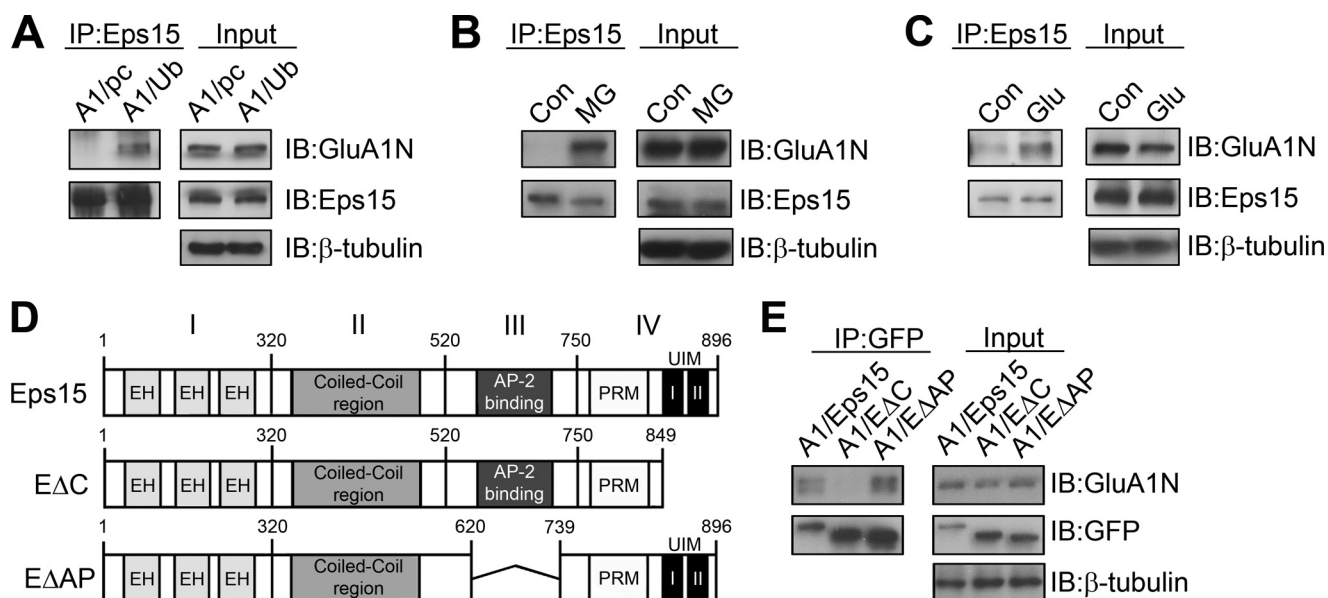 A
IP:Eps15 Input
A1/pc A1/Ub A1/pc A1/Ub
IB:GluA1N
IB:Eps15
IB:β-tubulin
B
IP:Eps15 Input
Con MG Con MG
IB:GluA1N
IB:Eps15
IB:β-tubulin
C
IP:Eps15 Input
Con Glu Con Glu
IB:GluA1N
IB:Eps15
IB:β-tubulin
D
I II III IV
1 320 520 750 896
UIM
Eps15 EH EH EH Coiled-Coil region AP-2 binding PRM I II
1 320 520 750 849
EΔC EH EH EH Coiled-Coil region AP-2 binding PRM
1 320 620 739 896
UIM
EΔAP EH EH EH Coiled-Coil region PRM I II
E
IP:GFP Input
A1/Eps15 A1/EΔC A1/EΔAP A1/Eps15 A1/EΔC A1/EΔAP
IB:GluA1N
IB:GFP
IB:β-tubulin